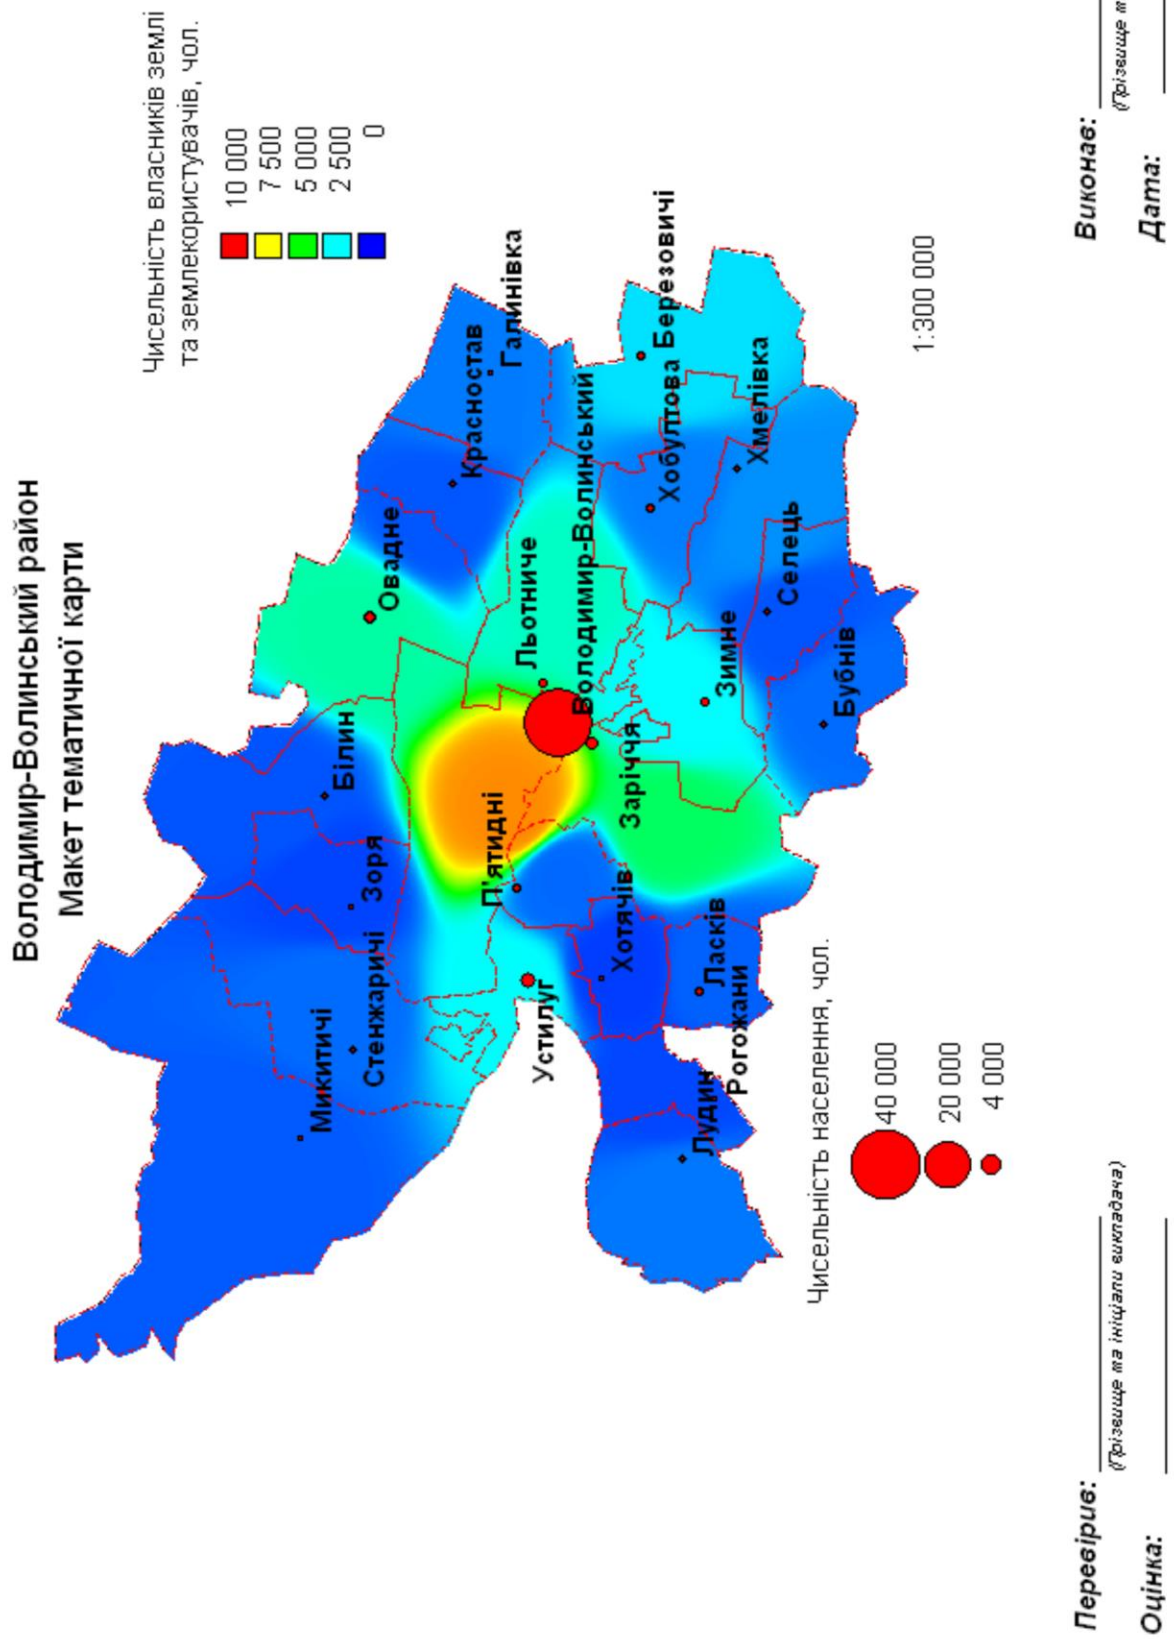 Володимир-Волинський район
Макет тематичної карти
Чисельність власників землі
та землекористувачів, чол.
10 000
7 500
5 000
2 500
0
Микитичі
Стенжаричі
Зоря
Білин
Овадне
Красностав
Галинівка
Устилуг
П'ятидні
Льотниче
Володимир-Волинський
Хотячів
Заріччя
Хобултова
Березовичі
Лудин
Рогожани
Ласків
Зимне
Хмелівка
Селець
Бубнів
Чисельність населення, чол.
40 000
20 000
4 000
1:300 000
Перевірив:
(Прізвище та ініціали викладача)
Оцінка:
Виконав:
(Прізвище
Дата: